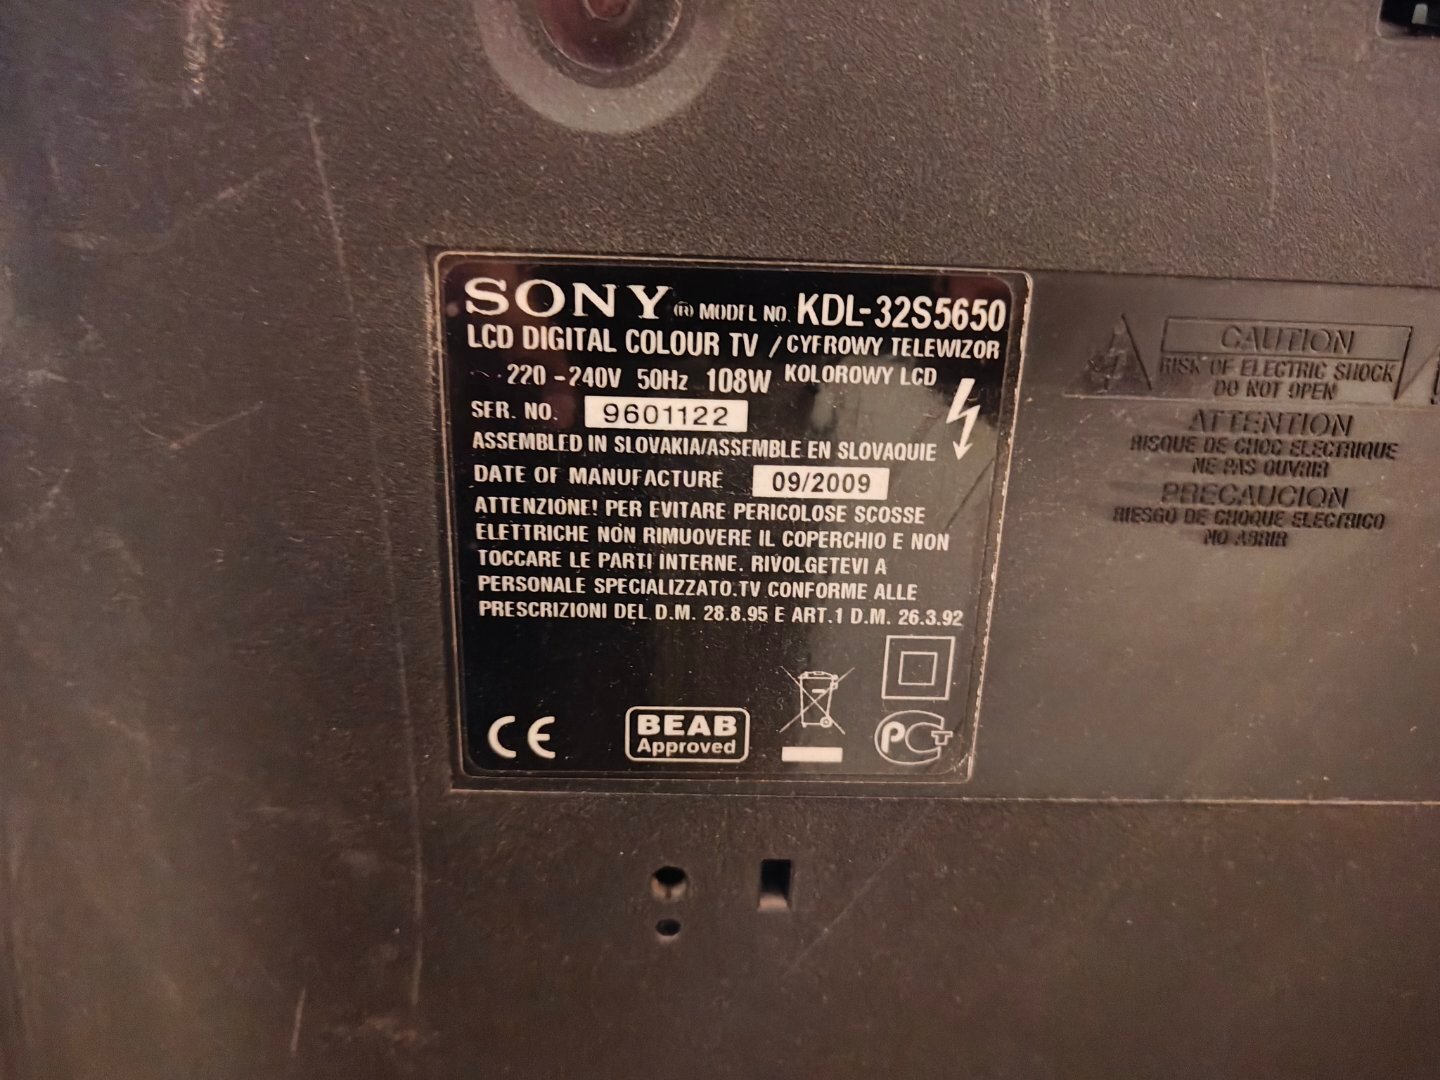 SONY ® MODEL NO. KDL-32S5650
LCD DIGITAL COLOUR TV / CYFROWY TELEWIZOR
220 -240V 50Hz 108W KOLOROWY LCD
SER. NO. 9601122
ASSEMBLED IN SLOVAKIA/ASSEMBLE EN SLOVAQUIE
DATE OF MANUFACTURE 09/2009
ATTENZIONE! PER EVITARE PERICOLOSE SCOSSE
ELETTRICHE NON RIMUOVERE IL COPERCHIO E NON
TOCCARE LE PARTI INTERNE. RIVOLGETEVI A
PERSONALE SPECIALIZZATO.TV CONFORME ALLE
PRESCRIZIONI DEL D.M. 28.8.95 E ART.1 D.M. 26.3.92
CE
BEAB
Approved
PCT
CAUTION
RISK OF ELECTRIC SHOCK
DO NOT OPEN
ATTENTION
RISQUE DE CHOC ELECTRIQUE
NE PAS OUVRIR
PRECAUCION
RIESGO DE CHOQUE ELECTRICO
NO ABRIR